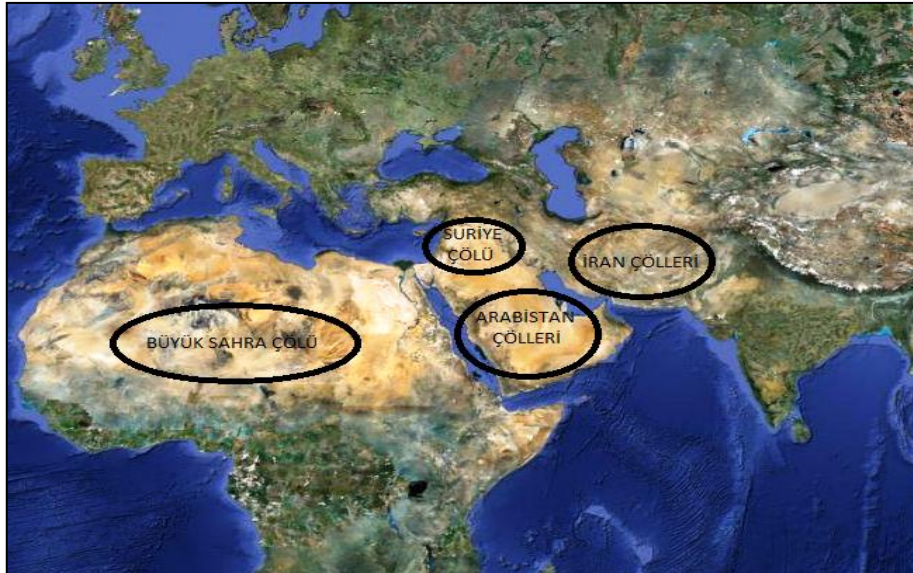 SURİYE
ÇÖLÜ
İRAN ÇÖLLERİ
ARABİSTAN
ÇÖLLERİ
BÜYÜK SAHRA ÇÖLÜ